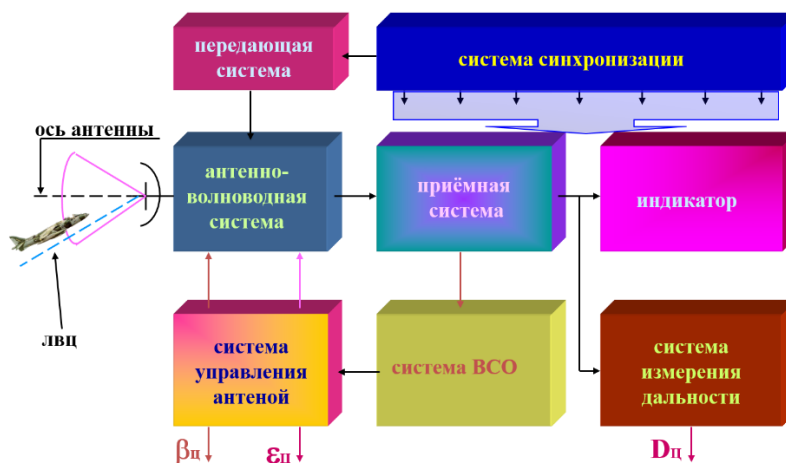 передающая
система
система синхронизации
ось антенны
антенно-
волноводная
система
приёмная
система
индикатор
лвц
система
управления
антеной
система ВСО
система
измерения
дальности
βц
εц
Dц